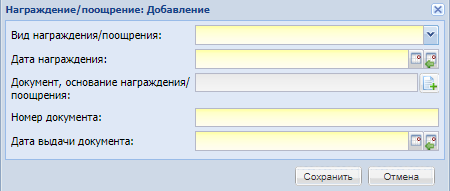 Награждение/поощрение: Добавление
Вид награждения/поощрения:
Дата награждения:
Документ, основание награждения/
поощрения:
Номер документа:
Дата выдачи документа:
Сохранить Отмена